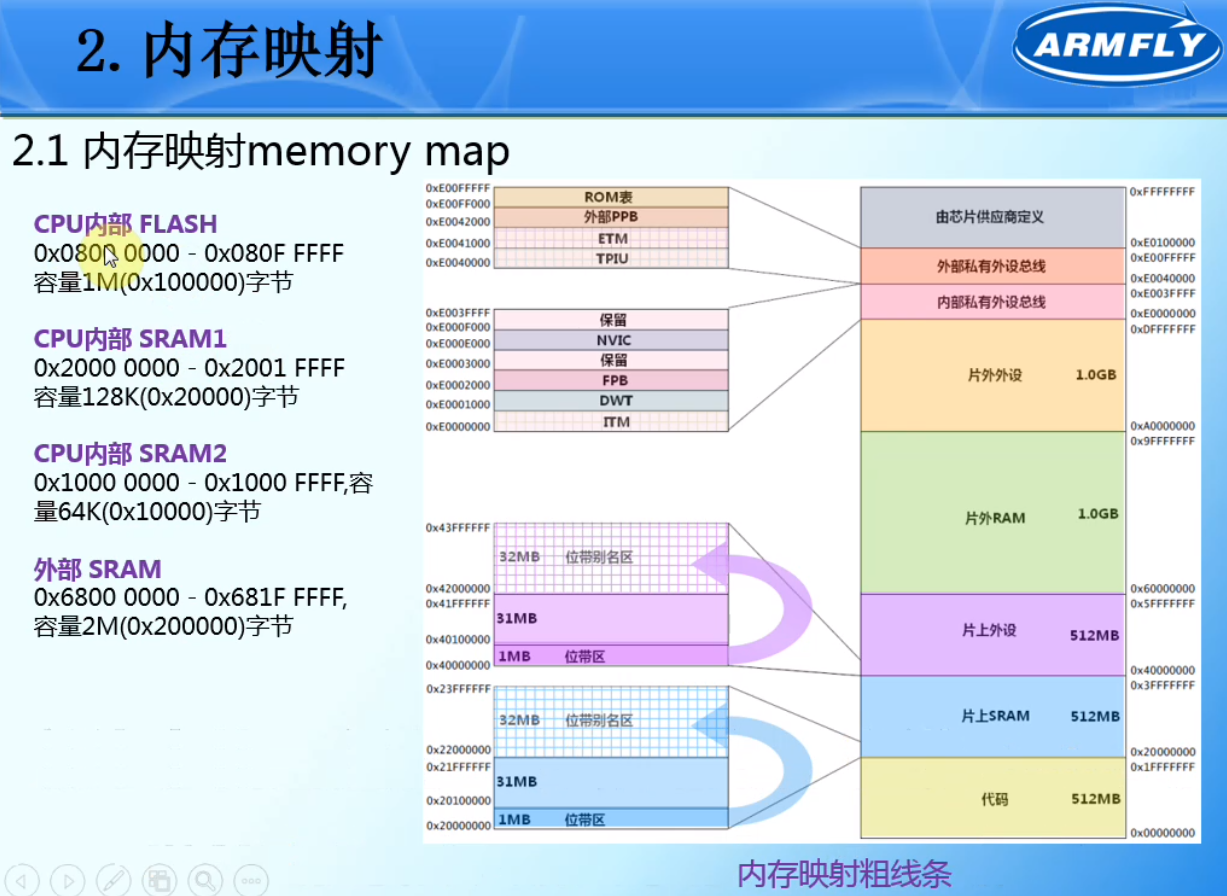 2. 内存映射
ARMFLY
2.1 内存映射memory map
CPU内部 FLASH
0x0800 0000 - 0x080F FFFF
容量1M(0x100000)字节
CPU内部 SRAM1
0x2000 0000 - 0x2001 FFFF
容量128K(0x20000)字节
CPU内部 SRAM2
0x1000 0000 - 0x1000 FFFF,容
量64K(0x10000)字节
外部 SRAM
0x6800 0000 - 0x681F FFFF,
容量2M(0x200000)字节
0xE00FFFFF
ROM表
0xE00FF000
外部PPB
0xE0042000
ETM
0xE0041000
TPIU
0xE0040000
0xE003FFFF
保留
0xE000F000
NVIC
0xE000E000
保留
0xE0003000
FPB
0xE0002000
DWT
0xE0001000
ITM
0xE0000000
0x43FFFFFF
32MB 位带别名区
0x42000000
0x41FFFFFF
31MB
0x40100000
1MB 位带区
0x40000000
0x23FFFFFF
32MB 位带别名区
0x22000000
0x21FFFFFF
31MB
0x20100000
1MB 位带区
0x20000000
0xFFFFFFFF
由芯片供应商定义
0xE0100000
0xE00FFFFF
外部私有外设总线
0xE0040000
0xE003FFFF
内部私有外设总线
0xE0000000
0xDFFFFFFF
片外外设 1.0GB
0xA0000000
0x9FFFFFFF
片外RAM 1.0GB
0x60000000
0x5FFFFFFF
片上外设 512MB
0x40000000
0x3FFFFFFF
片上SRAM 512MB
0x20000000
0x1FFFFFFF
代码 512MB
0x00000000
内存映射粗线条